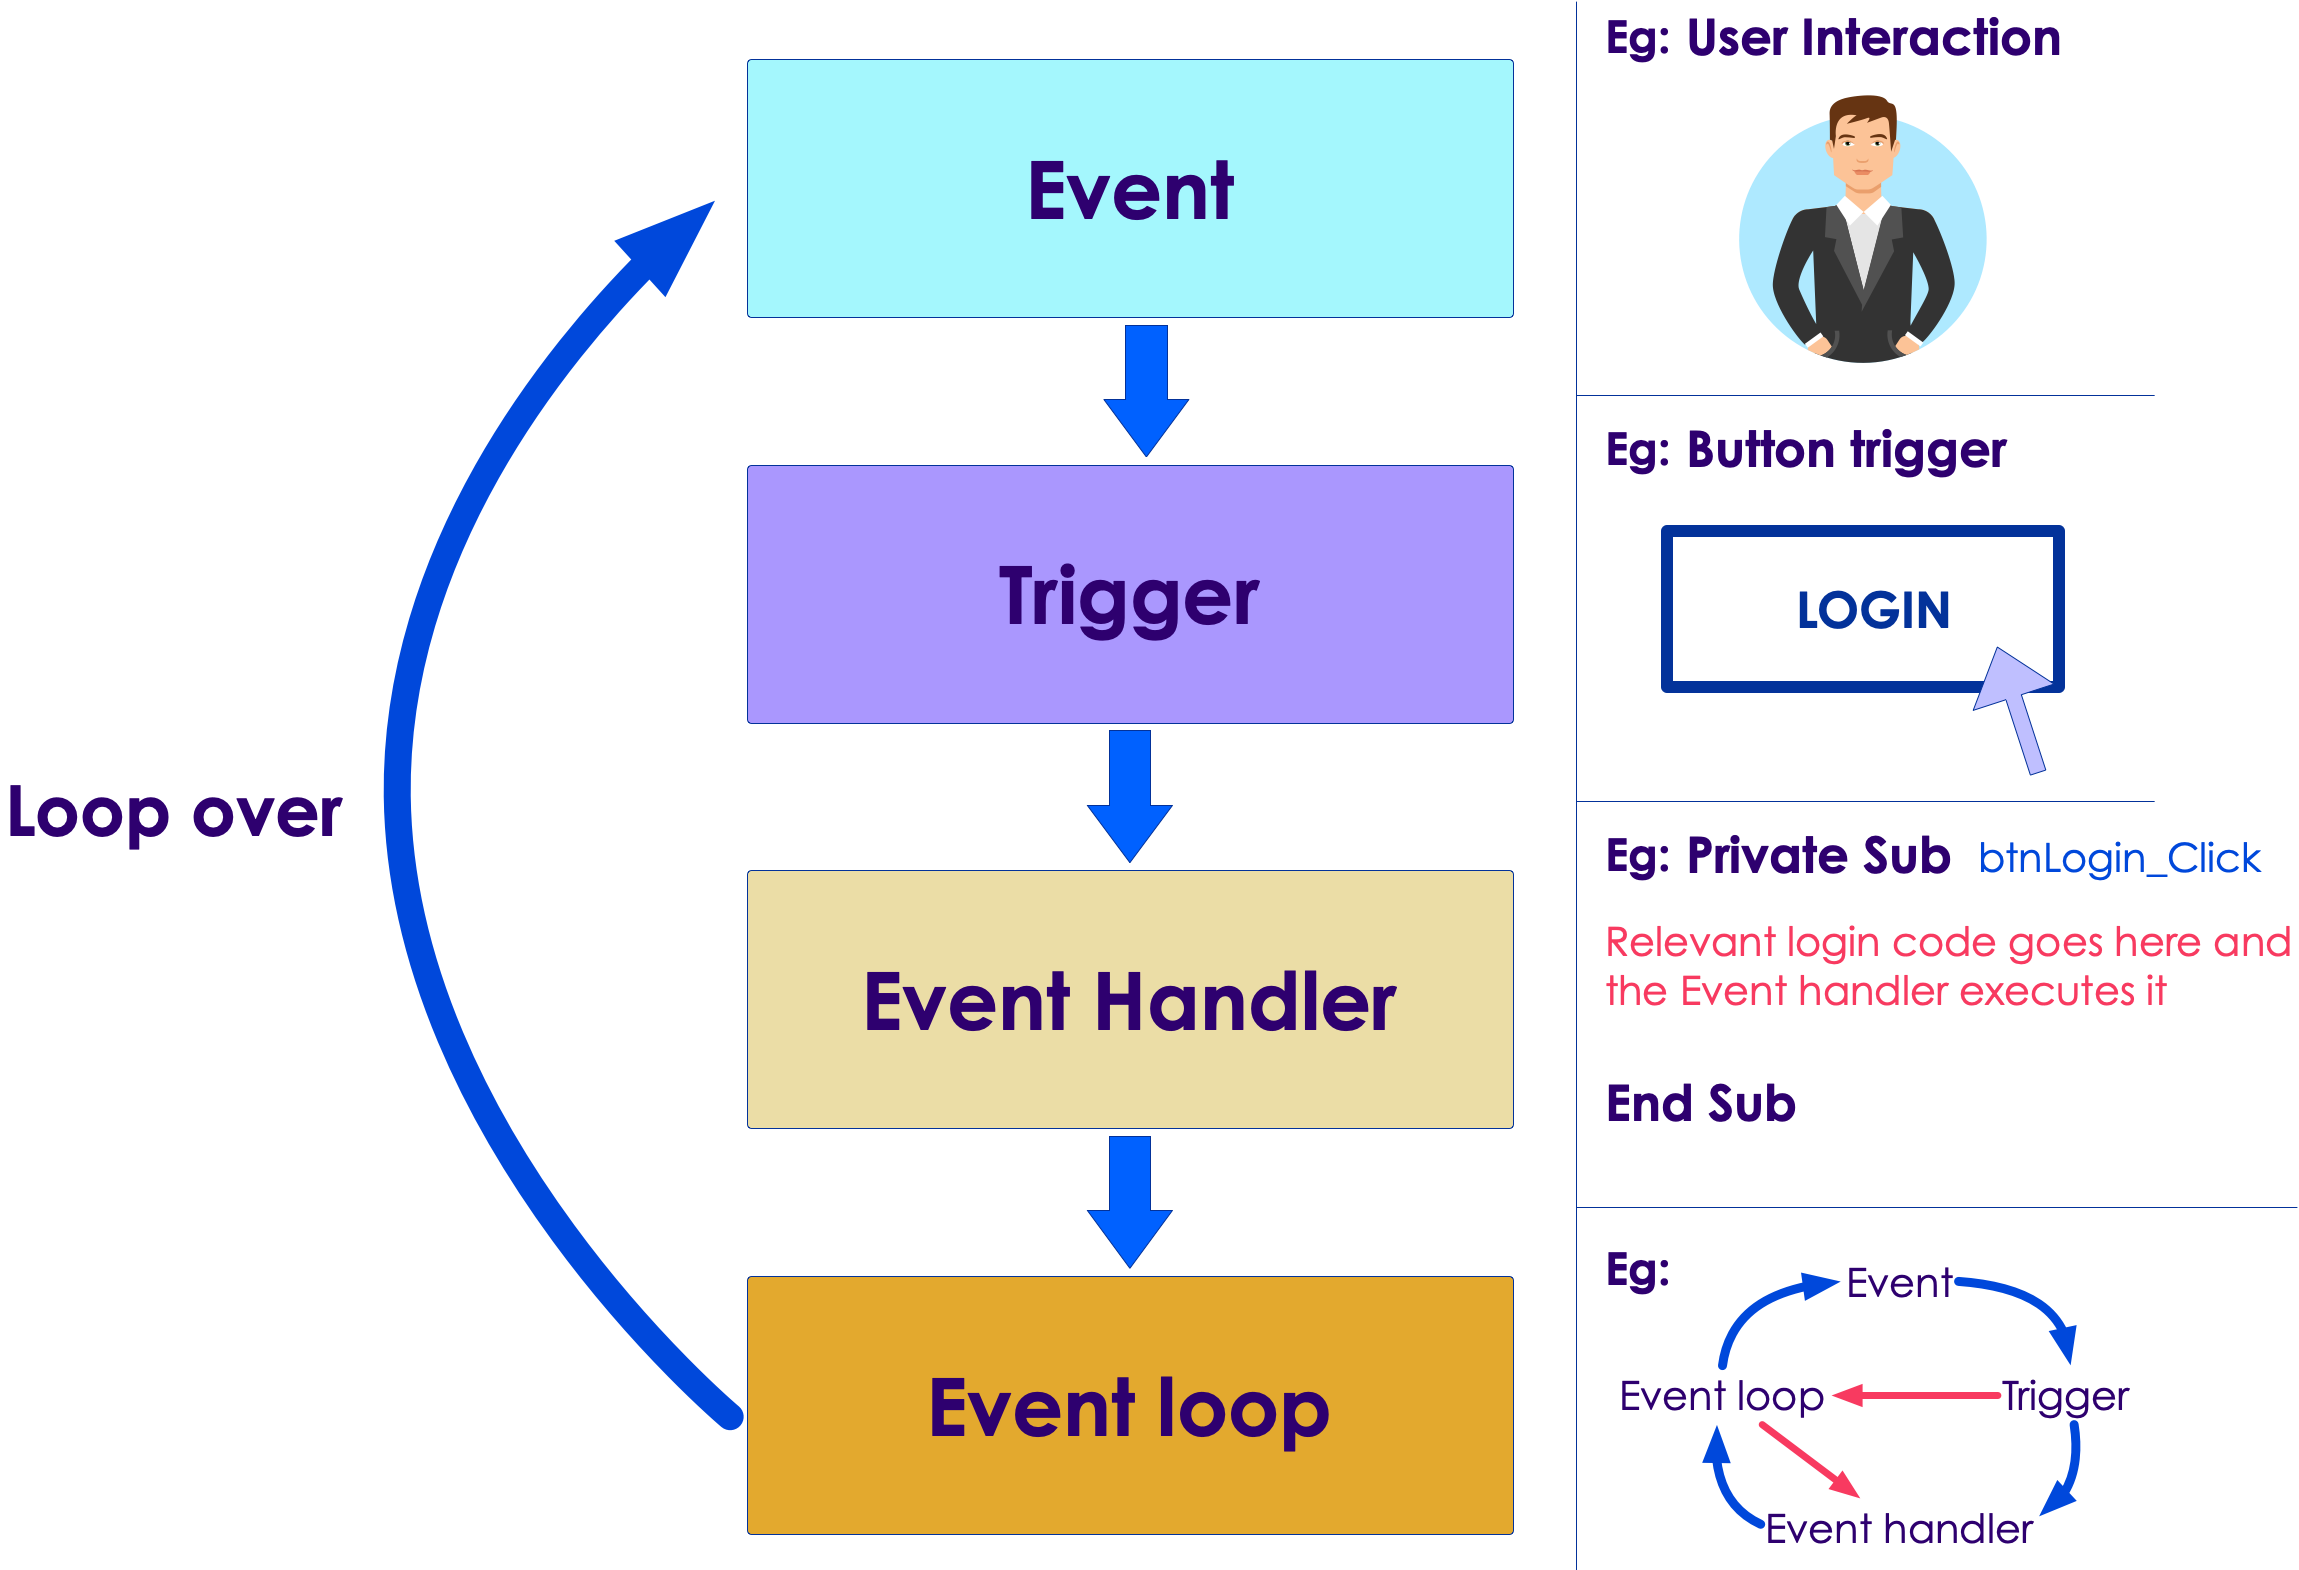 Eg: User Interaction
Event
Eg: Button trigger
Trigger
LOGIN
Loop over
Eg: Private Sub btnLogin_Click
Relevant login code goes here and
the Event handler executes it
Event Handler
End Sub
Eg:
Event
Event loop
Event loop
Trigger
Event handler